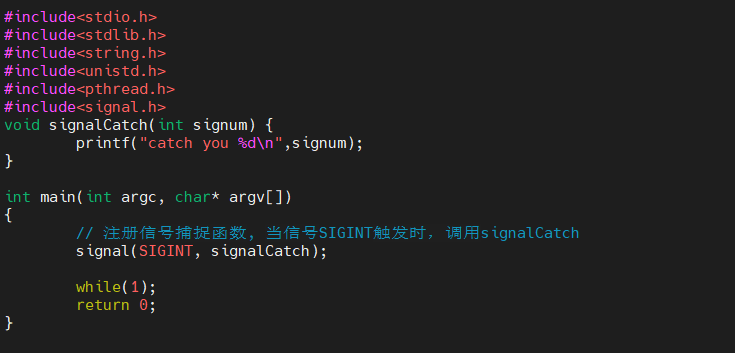 #include<stdio.h>
#include<stdlib.h>
#include<string.h>
#include<unistd.h>
#include<pthread.h>
#include<signal.h>
void signalCatch(int signum) {
        printf("catch you %d\n",signum);
}

int main(int argc, char* argv[])
{
        // 注册信号捕捉函数, 当信号SIGINT触发时，调用signalCatch
        signal(SIGINT, signalCatch);

        while(1);
        return 0;
}